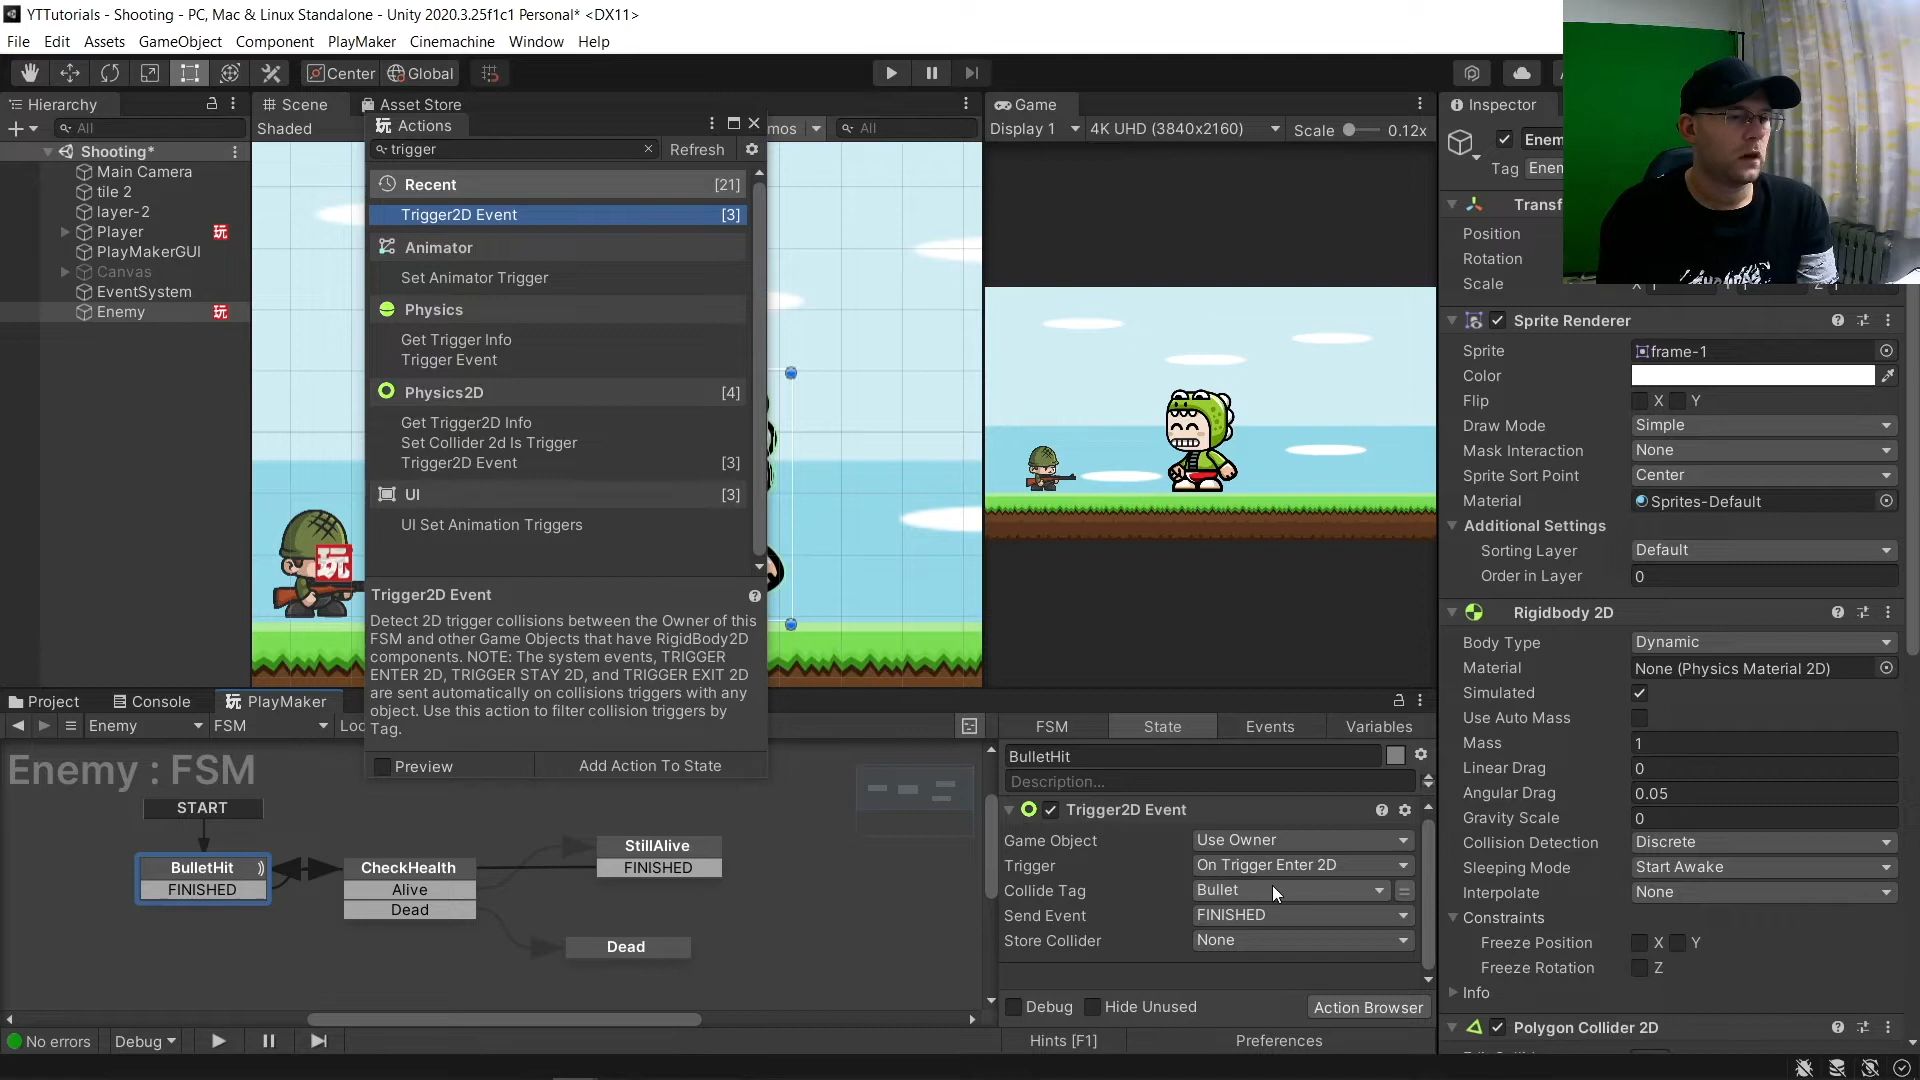 YTTutorials - Shooting - PC, Mac & Linux Standalone - Unity 2020.3.25f1c1 Personal* <DX11>
File Edit Assets GameObject Component PlayMaker Cinemachine Window Help
Center Global
Hierarchy
All
Shooting*
Main Camera
tile 2
layer-2
Player 玩
PlayMakerGUI
Canvas
EventSystem
Enemy 玩
Scene Asset Store
Shaded
All
玩
玩 Actions
trigger Refresh
Recent [21]
Trigger2D Event [3]
Animator
Set Animator Trigger
Physics
Get Trigger Info
Trigger Event
Physics2D [4]
Get Trigger2D Info
Set Collider 2d Is Trigger
Trigger2D Event [3]
UI [3]
UI Set Animation Triggers
Trigger2D Event
Detect 2D trigger collisions between the Owner of this
FSM and other Game Objects that have RigidBody2D
components. NOTE: The system events, TRIGGER
ENTER 2D, TRIGGER STAY 2D, and TRIGGER EXIT 2D
are sent automatically on collisions triggers with any
object. Use this action to filter collision triggers by
Tag.
Preview Add Action To State
Game
Display 1 4K UHD (3840x2160) Scale 0.12x
Inspector
Tag
Position
Rotation
Scale
Sprite Renderer
Sprite frame-1
Color
Flip X Y
Draw Mode Simple
Mask Interaction None
Sprite Sort Point Center
Material Sprites-Default
Additional Settings
Sorting Layer Default
Order in Layer 0
Rigidbody 2D
Body Type Dynamic
Material None (Physics Material 2D)
Simulated
Use Auto Mass
Mass 1
Linear Drag 0
Angular Drag 0.05
Gravity Scale 0
Collision Detection Discrete
Sleeping Mode Start Awake
Interpolate None
Constraints
Freeze Position X Y
Freeze Rotation Z
Info
Polygon Collider 2D
Project Console 玩 PlayMaker
Enemy FSM
Enemy : FSM
START
BulletHit
FINISHED
CheckHealth
Alive
Dead
StillAlive
FINISHED
Dead
No errors Debug
FSM State Events Variables
BulletHit
Description...
Trigger2D Event
Game Object Use Owner
Trigger On Trigger Enter 2D
Collide Tag Bullet
Send Event FINISHED
Store Collider None
Debug Hide Unused Action Browser
Hints [F1] Preferences